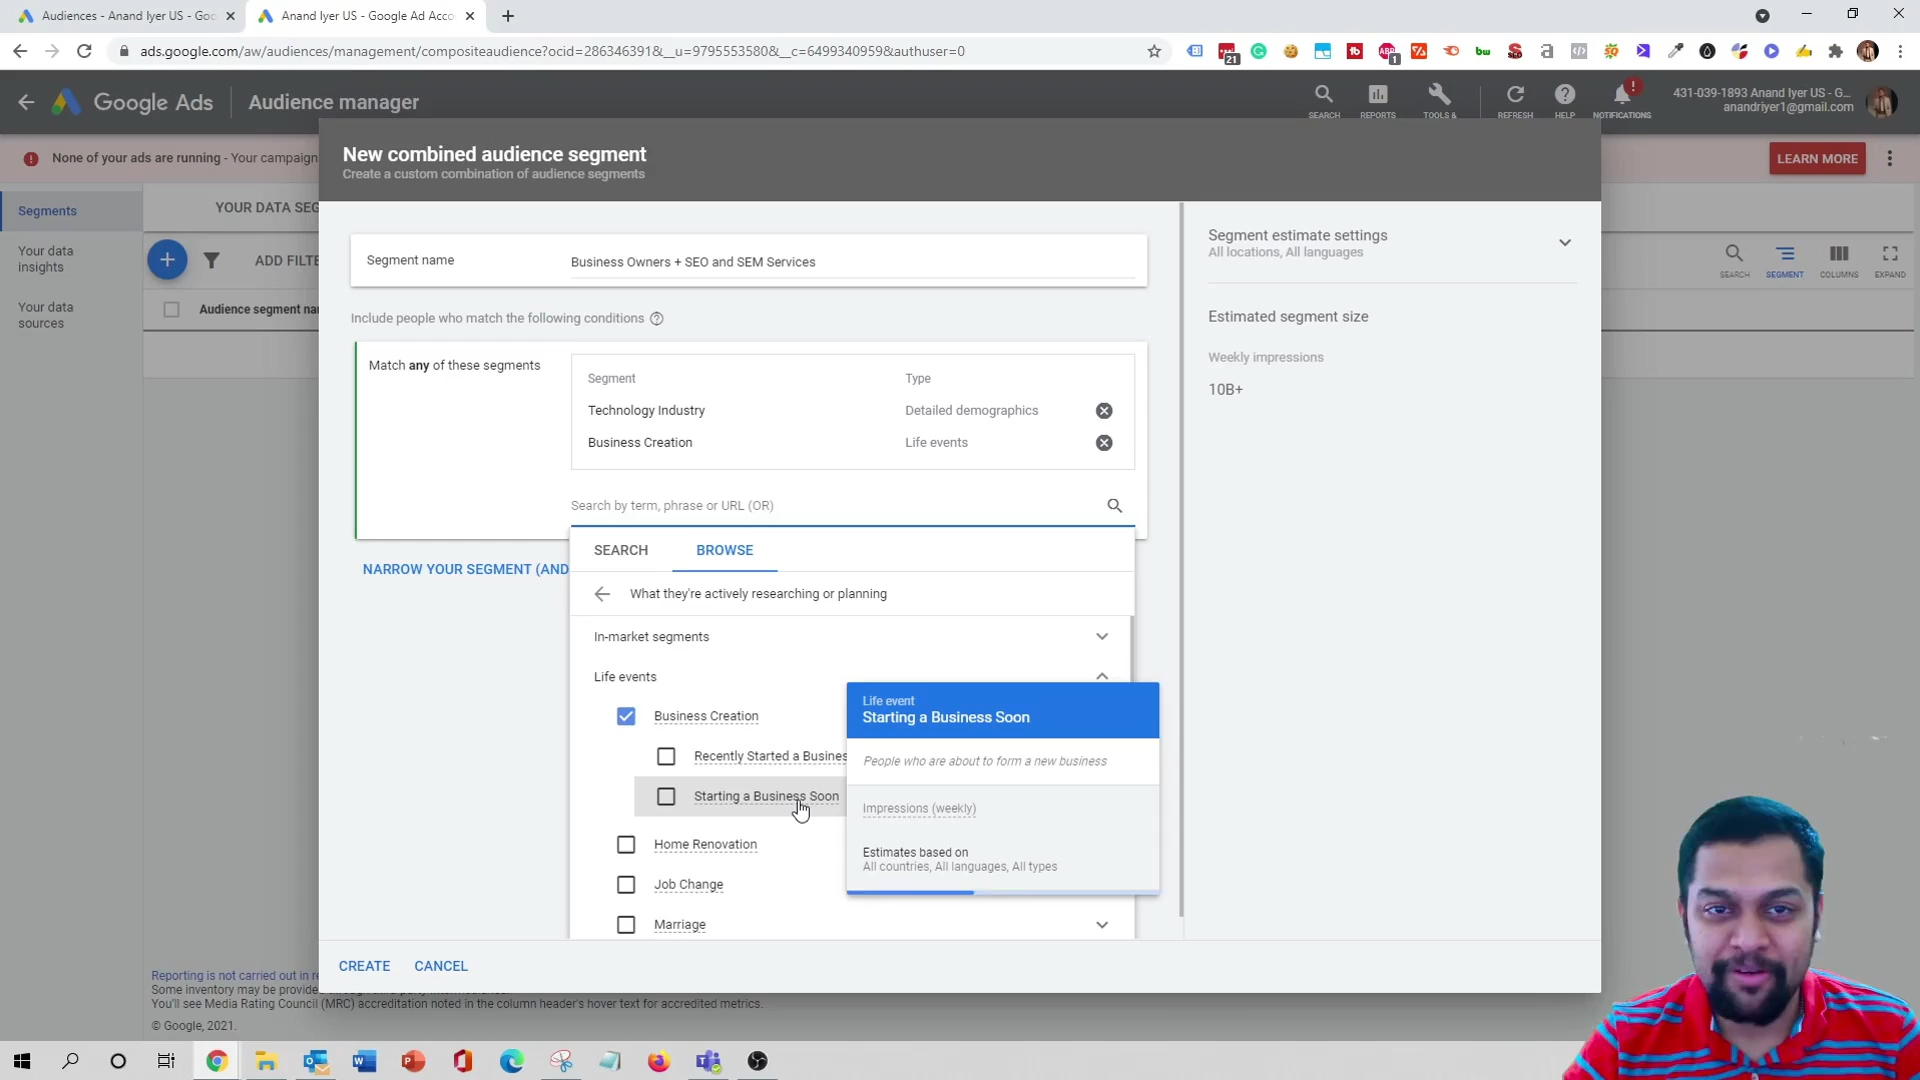 Audiences - Anand Iyer US - Goo
Anand Iyer US - Google Ad Acco
ads.google.com/aw/audiences/management/compositeaudience?ocid=286346391&__u=9795553580&__c=6499340959&authuser=0
21
1
Google Ads
Audience manager
SEARCH
REPORTS
TOOLS &
REFRESH
HELP
NOTIFICATIONS
431-039-1893 Anand Iyer US - G...
anandriyer1@gmail.com
None of your ads are running - Your campaign
LEARN MORE
New combined audience segment
Create a custom combination of audience segments
Segments
Your data
insights
Your data
sources
YOUR DATA SEG
ADD FILTE
Audience segment na
SEARCH
SEGMENT
COLUMNS
EXPAND
Segment name
Business Owners + SEO and SEM Services
Include people who match the following conditions
Match any of these segments
Segment
Type
Technology Industry
Detailed demographics
Business Creation
Life events
Search by term, phrase or URL (OR)
SEARCH
BROWSE
NARROW YOUR SEGMENT (AND
What they're actively researching or planning
In-market segments
Life events
Business Creation
Recently Started a Busines
Starting a Business Soon
Home Renovation
Job Change
Marriage
Life event
Starting a Business Soon
People who are about to form a new business
Impressions (weekly)
Estimates based on
All countries, All languages, All types
Segment estimate settings
All locations, All languages
Estimated segment size
Weekly impressions
10B+
CREATE
CANCEL
Reporting is not carried out in r
Some inventory may be provide
You'll see Media Rating Council (MRC) accreditation noted in the column header's hover text for accredited metrics.
© Google, 2021.